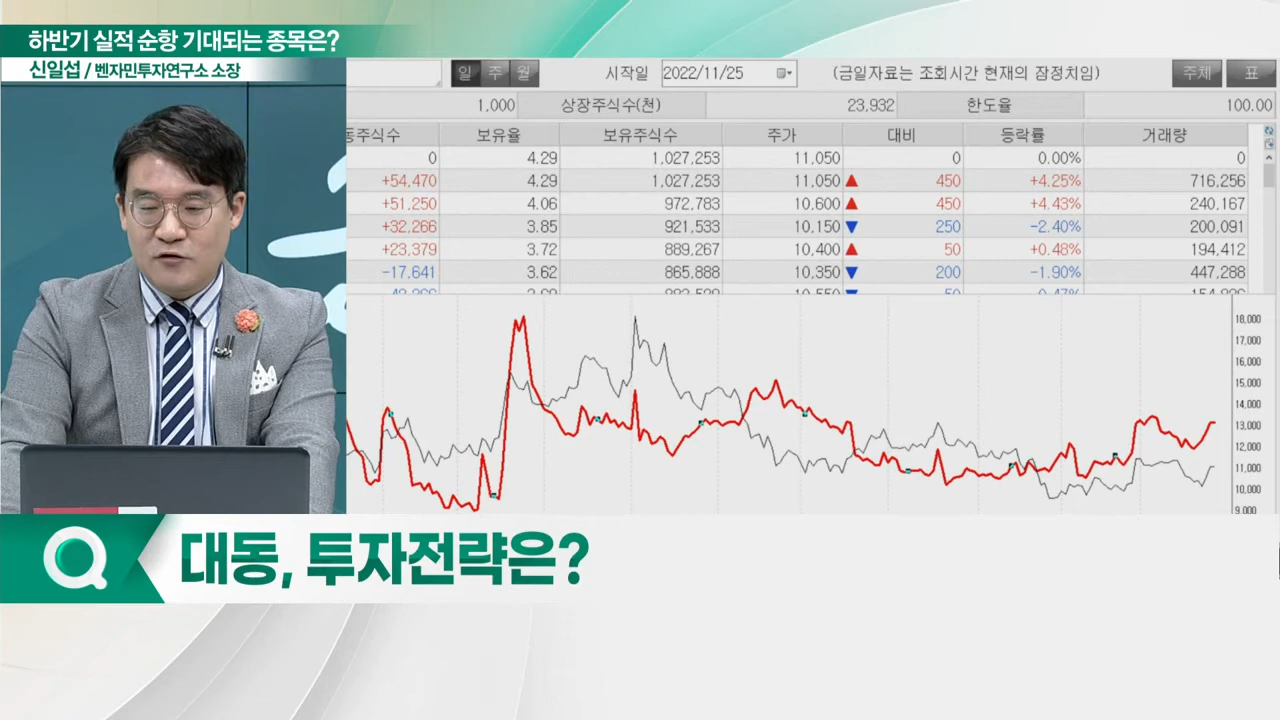 하반기 실적 순항 기대되는 종목은?
신일섭 / 벤자민투자연구소 소장
일 주 월 시작일 2022/11/25 (금일자료는 조회시간 현재의 잠정치임) 주체 표
1,000 상장주식수(천) 23,932 한도율 100.00
동주식수 보유율 보유주식수 주가 대비 등락률 거래량
0 4.29 1,027,253 11,050 0 0.00% 0
+54,470 4.29 1,027,253 11,050 ▲ 450 +4.25% 716,256
+51,250 4.06 972,783 10,600 ▲ 450 +4.43% 240,167
+32,266 3.85 921,533 10,150 ▼ 250 -2.40% 200,091
+23,379 3.72 889,267 10,400 ▲ 50 +0.48% 194,412
-17,641 3.62 865,888 10,350 ▼ 200 -1.90% 447,288
18,000
17,000
16,000
15,000
14,000
13,000
12,000
11,000
10,000
9,000
대동, 투자전략은?